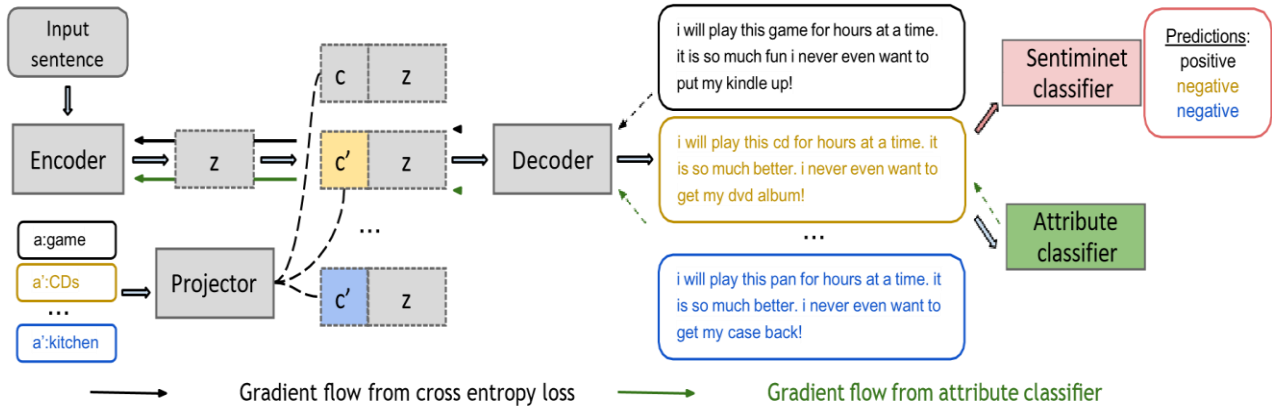 Input
sentence
Encoder
z
a:game
a':CDs
...
a':kitchen
Projector
c z
c' z
...
c' z
Decoder
i will play this game for hours at a time.
it is so much fun i never even want to
put my kindle up!
i will play this cd for hours at a time. it
is so much better. i never even want to
get my dvd album!
...
i will play this pan for hours at a time. it
is so much better. i never even want to
get my case back!
Sentiminet
classifier
Attribute
classifier
Predictions:
positive
negative
negative
Gradient flow from cross entropy loss
Gradient flow from attribute classifier